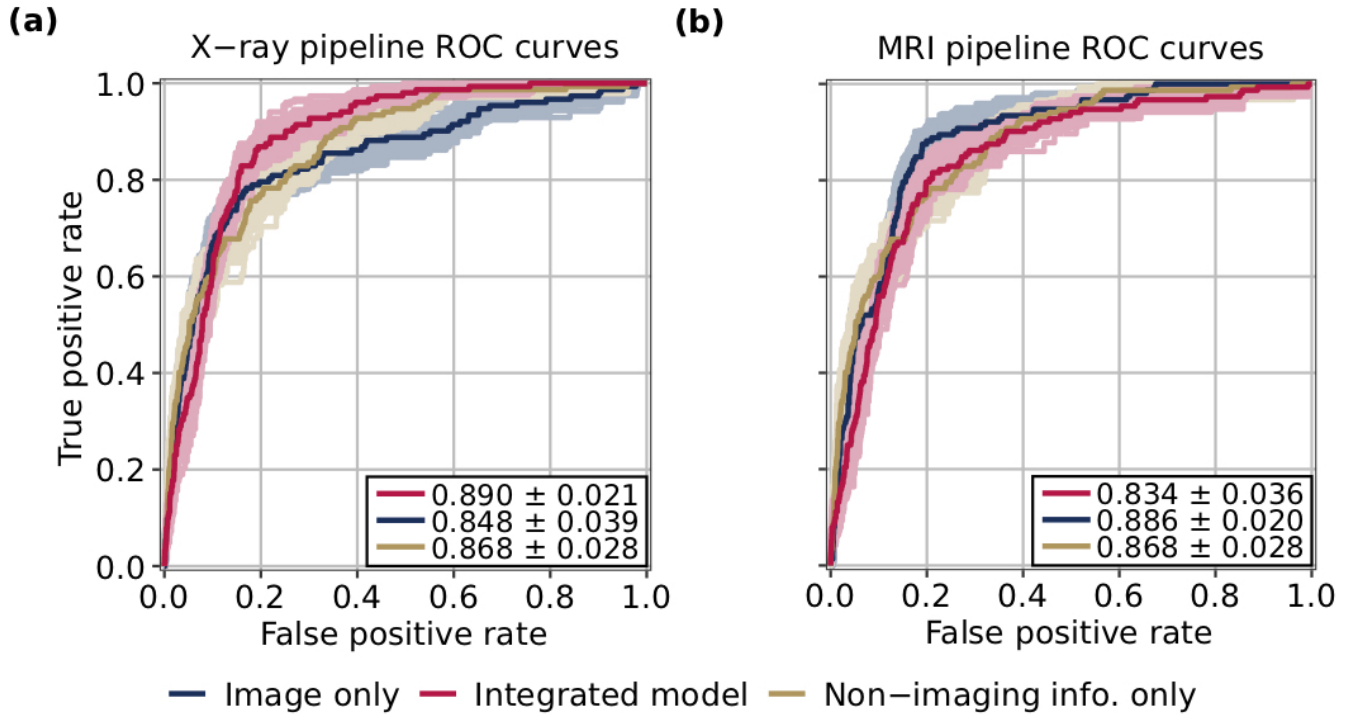 (a)
X−ray pipeline ROC curves
True positive rate
1.0
0.8
0.6
0.4
0.2
0.0
0.890 ± 0.021
0.848 ± 0.039
0.868 ± 0.028
0.0 0.2 0.4 0.6 0.8 1.0
False positive rate
(b)
MRI pipeline ROC curves
0.834 ± 0.036
0.886 ± 0.020
0.868 ± 0.028
0.0 0.2 0.4 0.6 0.8 1.0
False positive rate
Image only Integrated model Non−imaging info. only